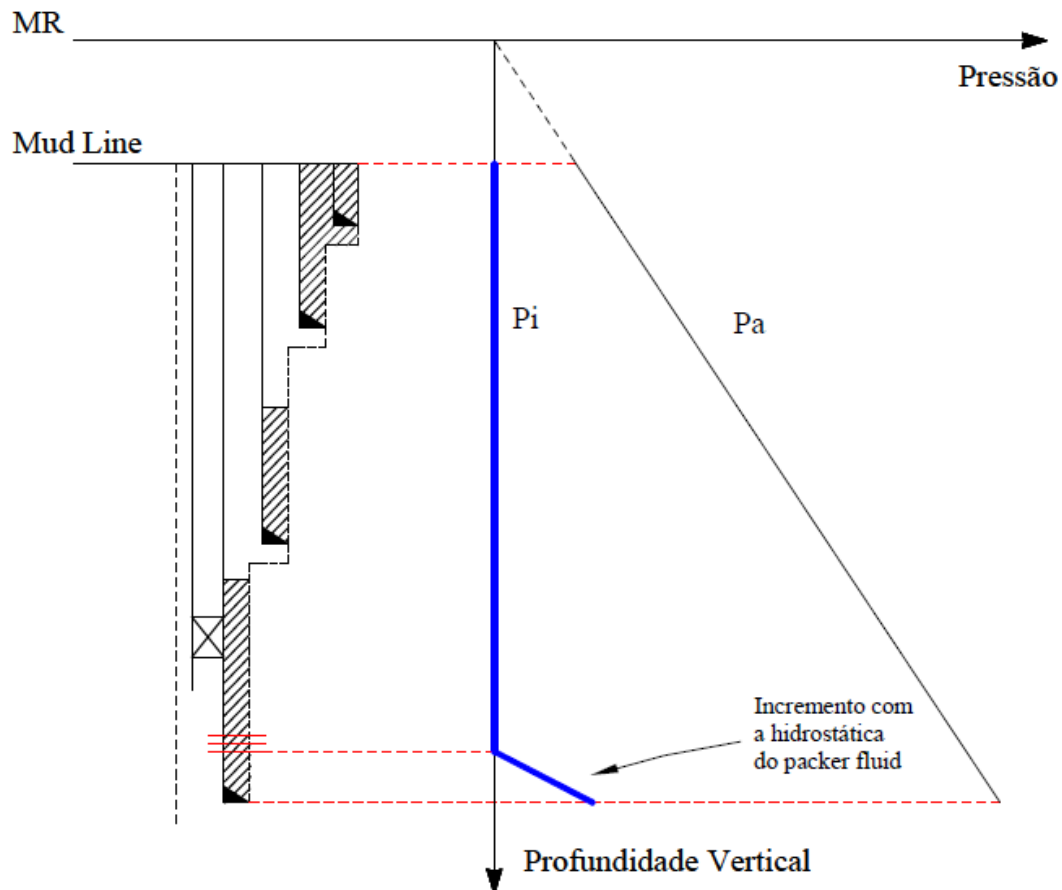 MR
Pressão
Mud Line
Pi
Pa
Incremento com
a hidrostática
do packer fluid
Profundidade Vertical